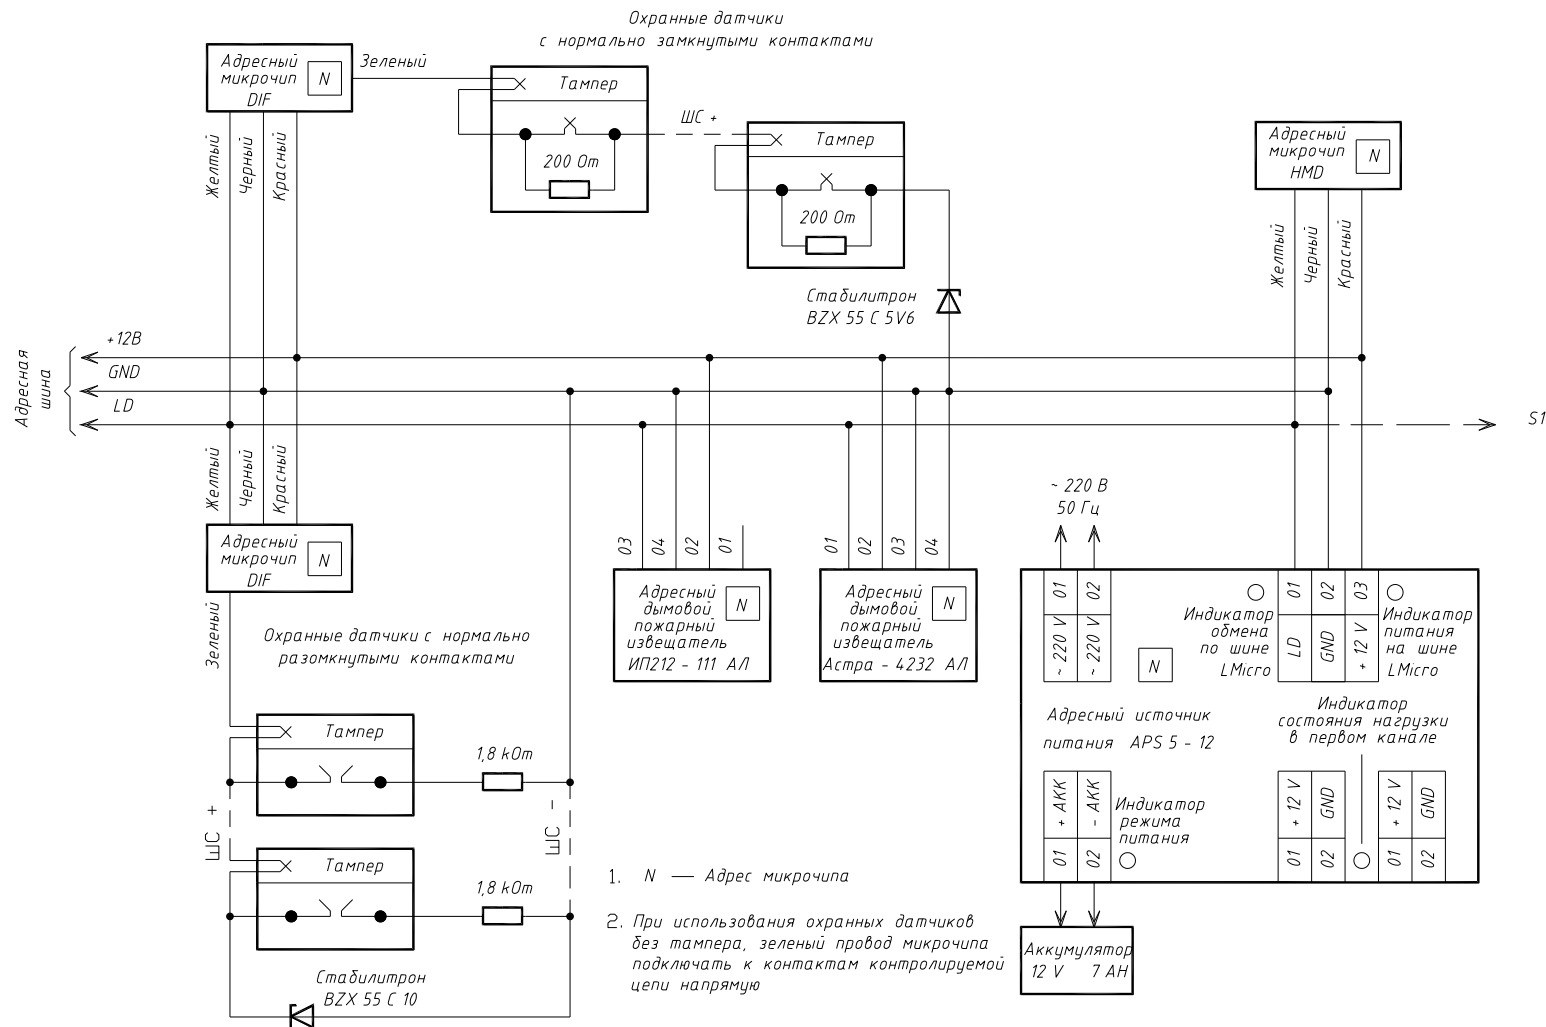 Охранные датчики
с нормально замкнутыми контактами
Адресный
микрочип
DIF
N
Зеленый
Тампер
200 От
ШС +
Тампер
200 От
Адресный
микрочип
HMD
N
Желтый
Черный
Красный
Желтый
Черный
Красный
Стабилитрон
BZX 55 C 5V6
Адресная
шина
+12В
GND
LD
S1
Желтый
Черный
Красный
~ 220 В
50 Гц
Адресный
микрочип
DIF
N
Зеленый
03
04
02
01
Адресный
дымовой
пожарный
извещатель
ИП212 - 111 АЛ
N
01
02
03
04
Адресный
дымовой
пожарный
извещатель
Астра - 4232 АЛ
N
Охранные датчики с нормально
разомкнутыми контактами
01
02
~ 220 V
~ 220 V
N
Индикатор
обмена
по шине
LMicro
01
02
03
LD
GND
+ 12 V
Индикатор
питания
на шине
LMicro
Адресный источник
питания APS 5 - 12
Индикатор
состояния нагрузки
в первом канале
+ АКК
- АКК
01
02
Индикатор
режима
питания
+ 12 V
GND
01
02
+ 12 V
GND
01
02
Аккумулятор
12 V 7 АН
Тампер
1,8 кОт
ШС +
ШС -
Тампер
1,8 кОт
Стабилитрон
BZX 55 C 10
1. N — Адрес микрочипа
2. При использования охранных датчиков
без тампера, зеленый провод микрочипа
подключать к контактам контролируемой
цепи напрямую